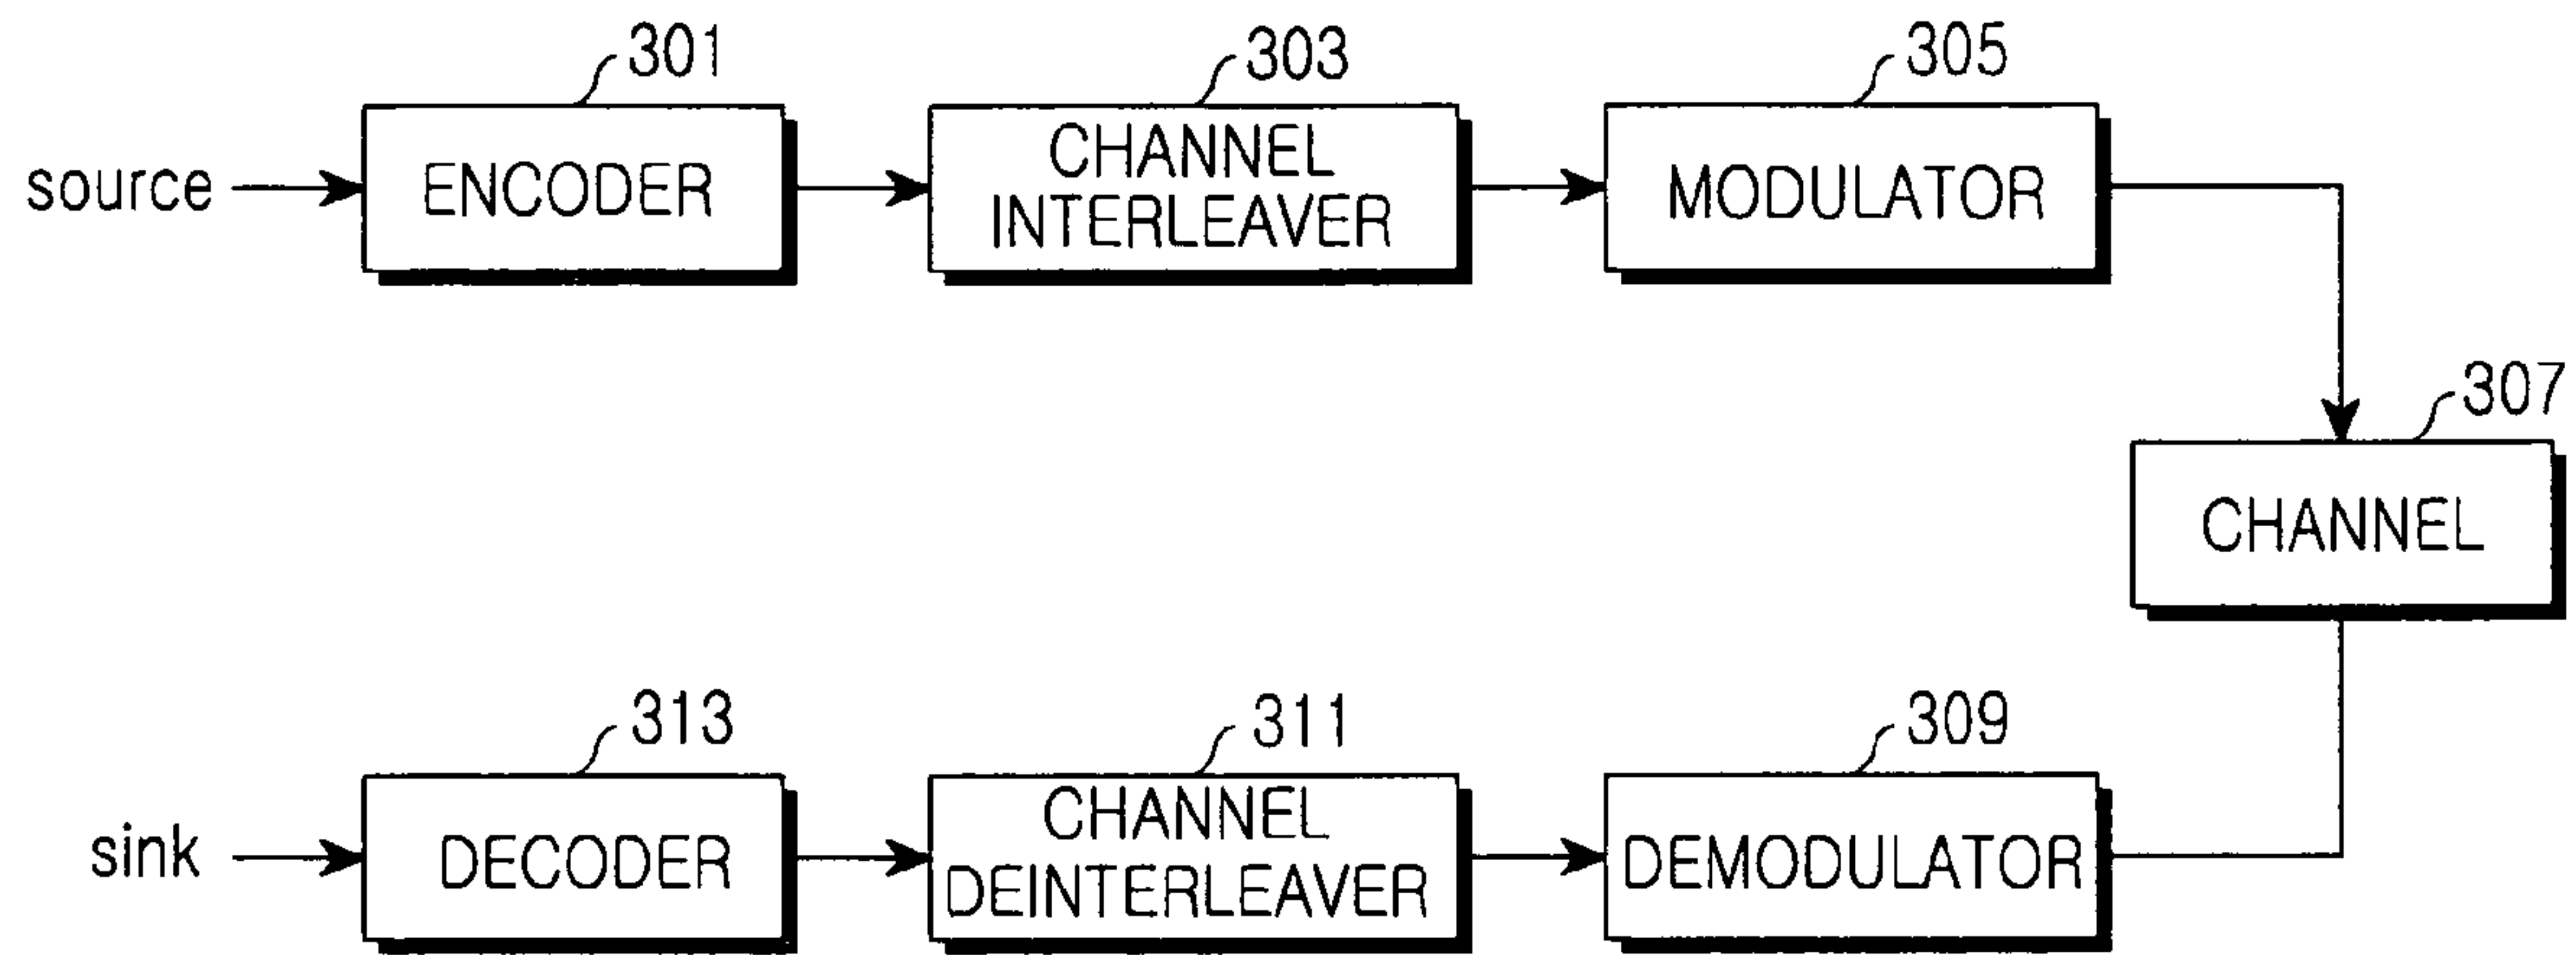 301
303
305
source
ENCODER
CHANNEL
INTERLEAVER
MODULATOR
307
CHANNEL
313
311
309
sink
DECODER
CHANNEL
DEINTERLEAVER
DEMODULATOR